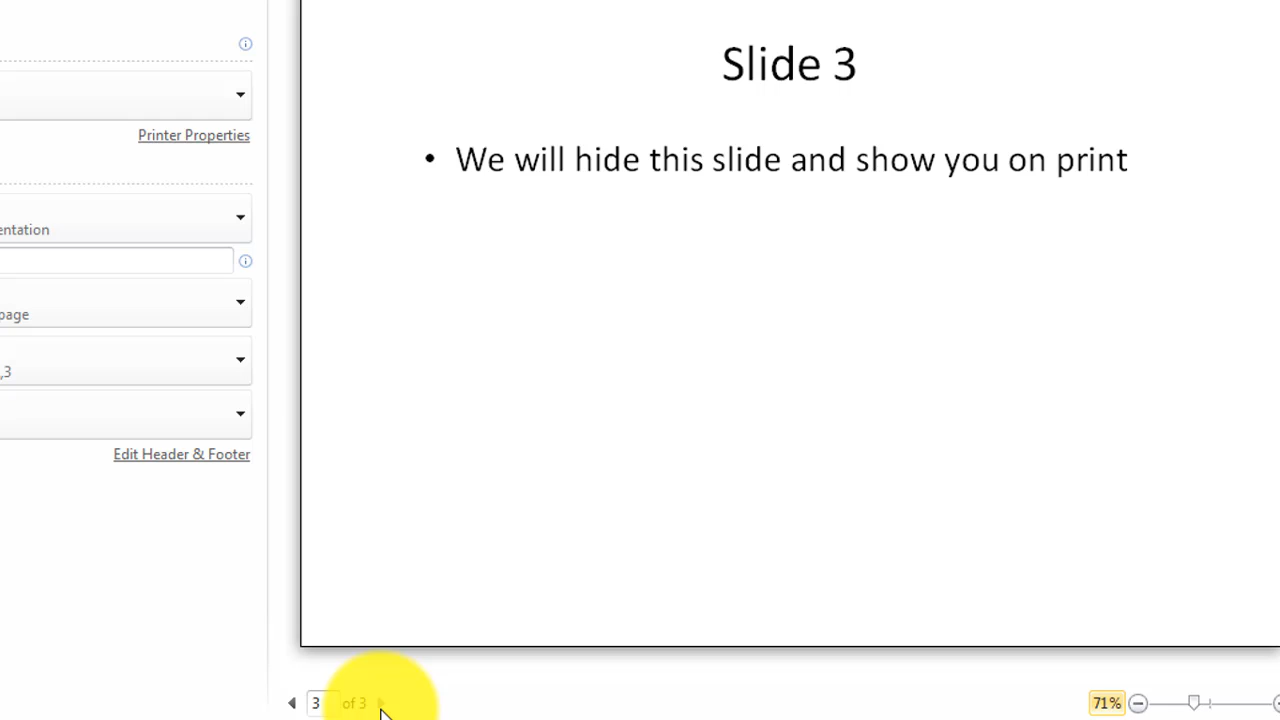 Slide 3
• We will hide this slide and show you on print
Printer Properties
entation
page
,3
Edit Header & Footer
3 of 3
71%